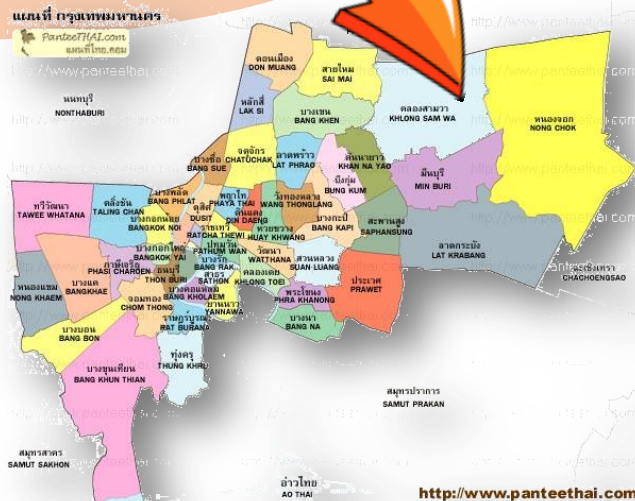 แผนที่ กรุงเทพมหานคร
PanteeTHAI.com
แผนที่ไทย.คอม
นนทบุรี
NONTHABURI
ดอนเมือง
DON MUANG
สายไหม
SAI MAI
หลักสี่
LAK SI
บางเขน
BANG KHEN
คลองสามวา
KHLONG SAM WA
หนองจอก
NONG CHOK
บางซื่อ
BANG SUE
จตุจักร
CHATUCHAK
ลาดพร้าว
LAT PHRAO
คันนายาว
KHAN NA YAO
บึงกุ่ม
BUNG KUM
มีนบุรี
MIN BURI
ทวีวัฒนา
TAWEE WHATANA
ตลิ่งชัน
TALING CHAN
บางพลัด
BANG PHLAT
ดุสิต
DUSIT
พญาไท
PHAYA THAI
ดินแดง
DIN DAENG
วังทองหลาง
WANG THONGLANG
บางกะปิ
BANG KAPI
สะพานสูง
SAPHANSUNG
บางกอกน้อย
BANGKOK NOI
ราชเทวี
RATCHA THEWI
ห้วยขวาง
HUAY KHWANG
ลาดกระบัง
LAT KRABANG
ภาษีเจริญ
PHASI CHAROEN
บางกอกใหญ่
BANGKOK YAI
ปทุมวัน
PATHUM WAN
วัฒนา
WATTHANA
สวนหลวง
SUAN LUANG
หนองแขม
NONG KHAEM
บางแค
BANGKHAE
ธนบุรี
THON BURI
บางรัก
BANG RAK
สาธร
SATHON
คลองเตย
KHLONG TOEI
ประเวศ
PRAWET
ฉะเชิงเทรา
CHACHOENGSAO
จอมทอง
CHOM THONG
บางคอแหลม
BANG KHOLAEM
ยานนาวา
YANNAWA
พระโขนง
PHRA KHANONG
บางนา
BANG NA
ราษฎร์บูรณะ
RAT BURANA
บางบอน
BANG BON
ทุ่งครุ
THUNG KHRU
บางขุนเทียน
BANG KHUN THIAN
สมุทรปราการ
SAMUT PRAKAN
สมุทรสาคร
SAMUT SAKHON
อ่าวไทย
AO THAI
http://www.panteethai.com